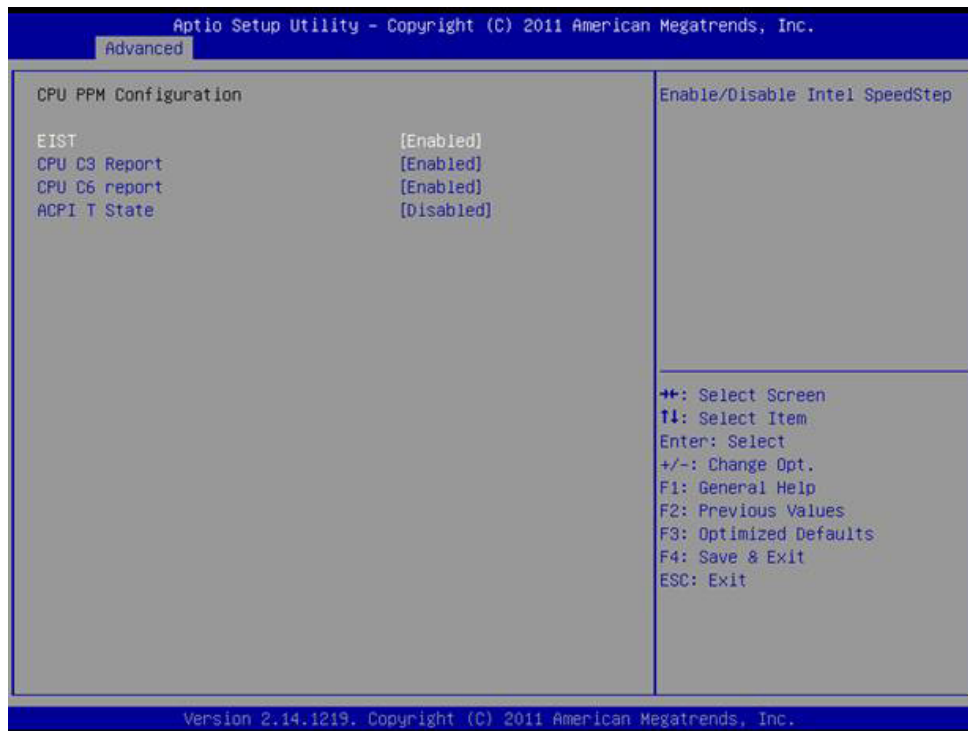 Aptio Setup Utility – Copyright (C) 2011 American Megatrends, Inc.
Advanced
CPU PPM Configuration
EIST [Enabled]
CPU C3 Report [Enabled]
CPU C6 report [Enabled]
ACPI T State [Disabled]
Enable/Disable Intel SpeedStep
→←: Select Screen
↑↓: Select Item
Enter: Select
+/-: Change Opt.
F1: General Help
F2: Previous Values
F3: Optimized Defaults
F4: Save & Exit
ESC: Exit
Version 2.14.1219. Copyright (C) 2011 American Megatrends, Inc.